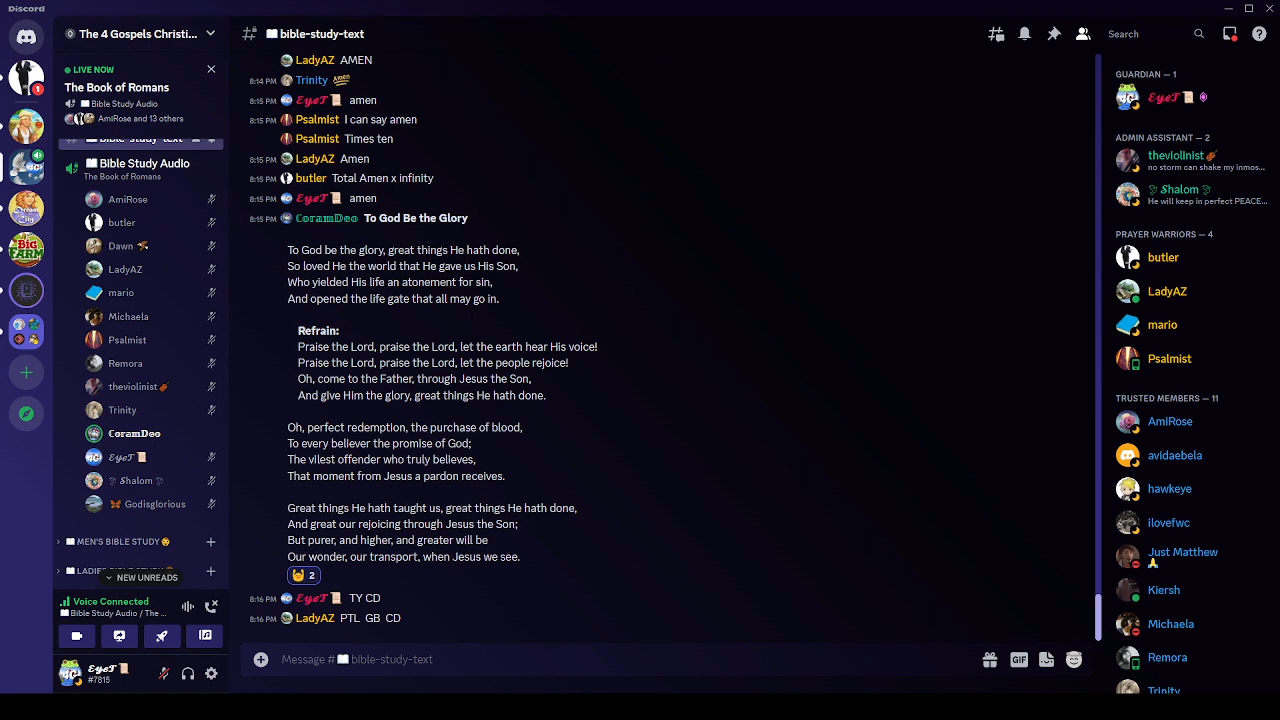 Discord
The 4 Gospels Christi...
LIVE NOW
The Book of Romans
Bible Study Audio
AmiRose and 13 others
Bible Study Audio
The Book of Romans
AmiRose
butler
Dawn
LadyAZ
mario
Michaela
Psalmist
Remora
theviolinist
Trinity
CoramDeo
EyeT
Shalom
Godisglorious
MEN'S BIBLE STUDY
NEW UNREADS
Voice Connected
Bible Study Audio / The ...
EyeT
#7815
1
bible-study-text
LadyAZ AMEN
8:14 PM Trinity Amen
8:15 PM EyeT amen
8:15 PM Psalmist I can say amen
Psalmist Times ten
8:15 PM LadyAZ Amen
8:15 PM butler Total Amen x infinity
8:15 PM EyeT amen
8:15 PM CoramDeo To God Be the Glory
To God be the glory, great things He hath done,
So loved He the world that He gave us His Son,
Who yielded His life an atonement for sin,
And opened the life gate that all may go in.
Refrain:
Praise the Lord, praise the Lord, let the earth hear His voice!
Praise the Lord, praise the Lord, let the people rejoice!
Oh, come to the Father, through Jesus the Son,
And give Him the glory, great things He hath done.
Oh, perfect redemption, the purchase of blood,
To every believer the promise of God;
The vilest offender who truly believes,
That moment from Jesus a pardon receives.
Great things He hath taught us, great things He hath done,
And great our rejoicing through Jesus the Son;
But purer, and higher, and greater will be
Our wonder, our transport, when Jesus we see.
2
8:16 PM EyeT TY CD
8:16 PM LadyAZ PTL GB CD
Message # bible-study-text
GIF
Search
GUARDIAN — 1
EyeT
ADMIN ASSISTANT — 2
theviolinist
no storm can shake my inmos...
Shalom
He will keep in perfect PEACE...
PRAYER WARRIORS — 4
butler
LadyAZ
mario
Psalmist
TRUSTED MEMBERS — 11
AmiRose
avidaebela
hawkeye
ilovefwc
Just Matthew
Kiersh
Michaela
Remora
Trinity